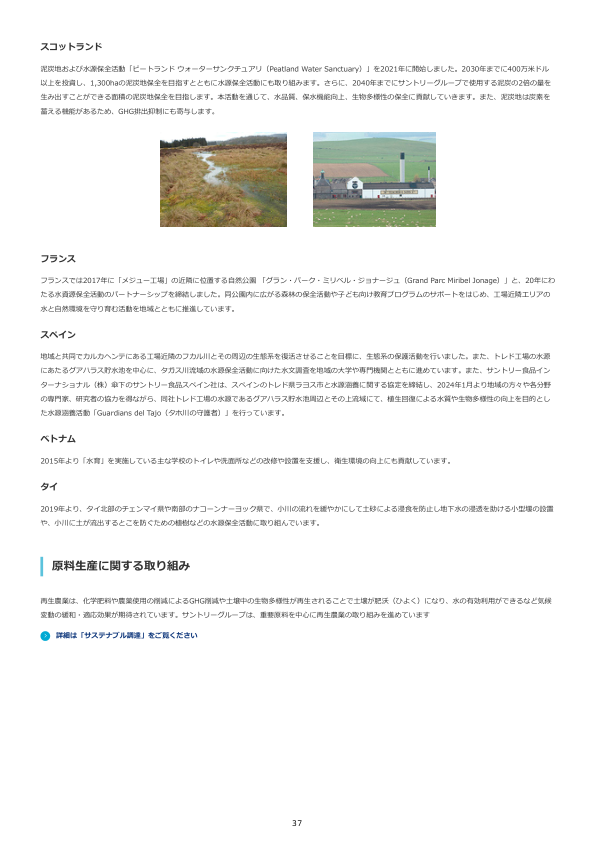 スコットランド
泥炭地および水源保全活動「ピートランド ウォーターサンクチュアリ（Peatland Water Sanctuary）」を2021年に開始しました。2030年までに400万米ドル
以上を投資し、1,300haの泥炭地保全を目指すとともに水源保全活動にも取り組みます。さらに、2040年までにサントリーグループで使用する泥炭の2倍の量を
生み出すことができる面積の泥炭地保全を目指します。本活動を通じて、水品質、保水機能向上、生物多様性の保全に貢献していきます。また、泥炭地は炭素を
蓄える機能があるため、GHG排出抑制にも寄与します。
フランス
フランスでは2017年に「メジュー工場」の近隣に位置する自然公園 「グラン・パーク・ミリベル・ジョナージュ（Grand Parc Miribel Jonage）」と、20年にわ
たる水資源保全活動のパートナーシップを締結しました。同公園内に広がる森林の保全活動や子ども向け教育プログラムのサポートをはじめ、工場近隣エリアの
水と自然環境を守り育む活動を地域とともに推進しています。
スペイン
地域と共同でカルカヘンテにある工場近隣のフカル川とその周辺の生態系を復活させることを目標に、生態系の保護活動を行いました。また、トレド工場の水源
にあたるグアハラス貯水池を中心に、タガス川流域の水源保全活動に向けた水文調査を地域の大学や専門機関とともに進めています。また、サントリー食品イン
ターナショナル（株）傘下のサントリー食品スペイン社は、スペインのトレド県ラヨス市と水源涵養に関する協定を締結し、2024年1月より地域の方々や各分野
の専門家、研究者の協力を得ながら、同社トレド工場の水源であるグアハラス貯水池周辺とその上流域にて、植生回復による水質や生物多様性の向上を目的とし
た水源涵養活動「Guardians del Tajo（タホ川の守護者）」を行っています。
ベトナム
2015年より「水育」を実施している主な学校のトイレや洗面所などの改修や設置を支援し、衛生環境の向上にも貢献しています。
タイ
2019年より、タイ北部のチェンマイ県や南部のナコーンナーヨック県で、小川の流れを緩やかにして土砂による浸食を防止し地下水の浸透を助ける小型堰の設置
や、小川に土が流出するとこを防ぐための植樹などの水源保全活動に取り組んでいます。
原料生産に関する取り組み
再生農業は、化学肥料や農薬使用の削減によるGHG削減や土壌中の生物多様性が再生されることで土壌が肥沃（ひよく）になり、水の有効利用ができるなど気候
変動の緩和・適応効果が期待されています。サントリーグループは、重要原料を中心に再生農業の取り組みを進めています
詳細は「サステナブル調達」をご覧ください
37